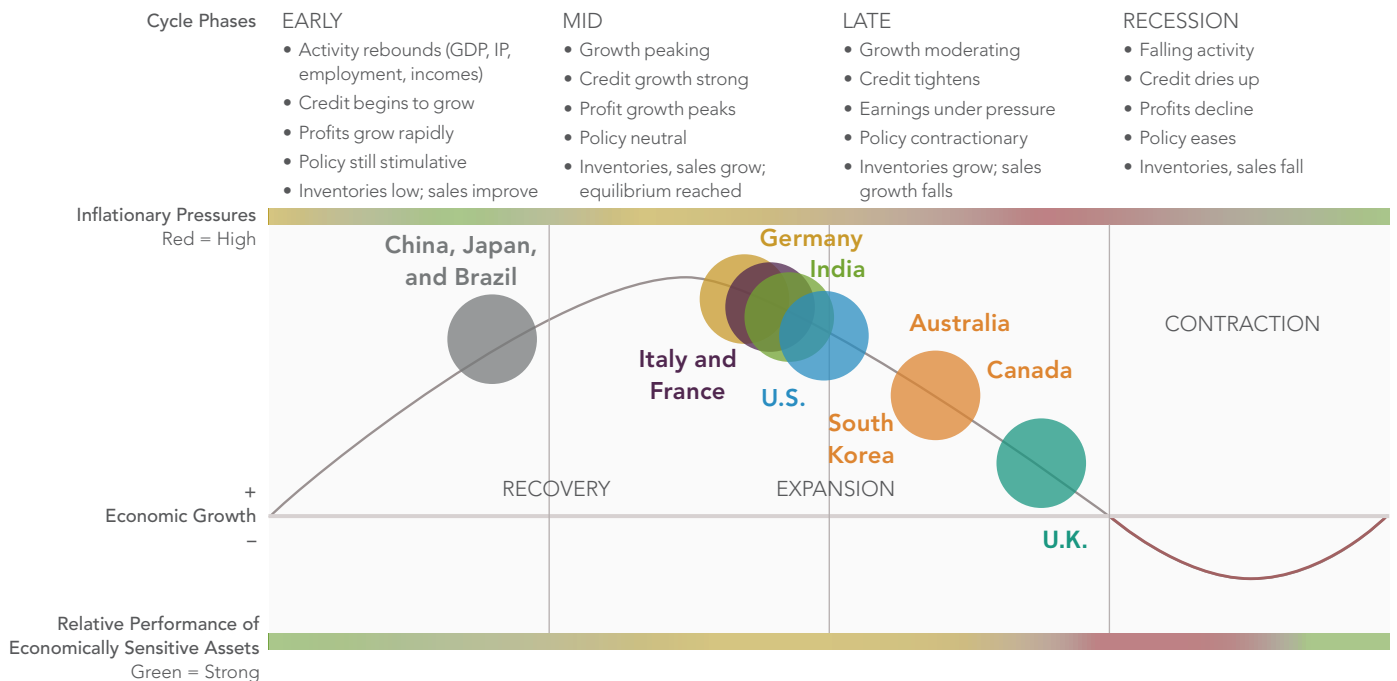 Cycle Phases
EARLY
• Activity rebounds (GDP, IP,
employment, incomes)
• Credit begins to grow
• Profits grow rapidly
• Policy still stimulative
• Inventories low; sales improve
MID
• Growth peaking
• Credit growth strong
• Profit growth peaks
• Policy neutral
• Inventories, sales grow;
equilibrium reached
LATE
• Growth moderating
• Credit tightens
• Earnings under pressure
• Policy contractionary
• Inventories grow; sales
growth falls
RECESSION
• Falling activity
• Credit dries up
• Profits decline
• Policy eases
• Inventories, sales fall
Inflationary Pressures
Red = High
China, Japan,
and Brazil
Germany
India
Italy and
France
U.S.
Australia
Canada
South
Korea
U.K.
CONTRACTION
RECOVERY
EXPANSION
+
Economic Growth
–
Relative Performance of
Economically Sensitive Assets
Green = Strong